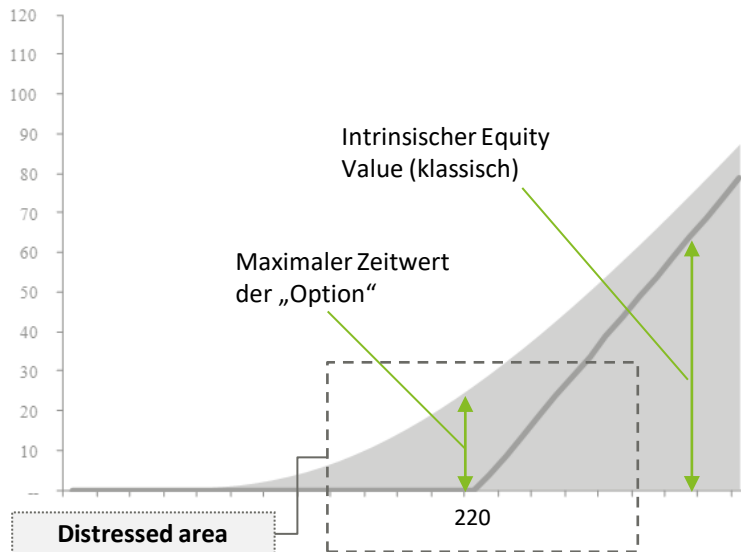 120
110
100
90
80
70
60
50
40
30
20
10
–
Intrinsischer Equity
Value (klassisch)
Maximaler Zeitwert
der „Option“
220
Distressed area